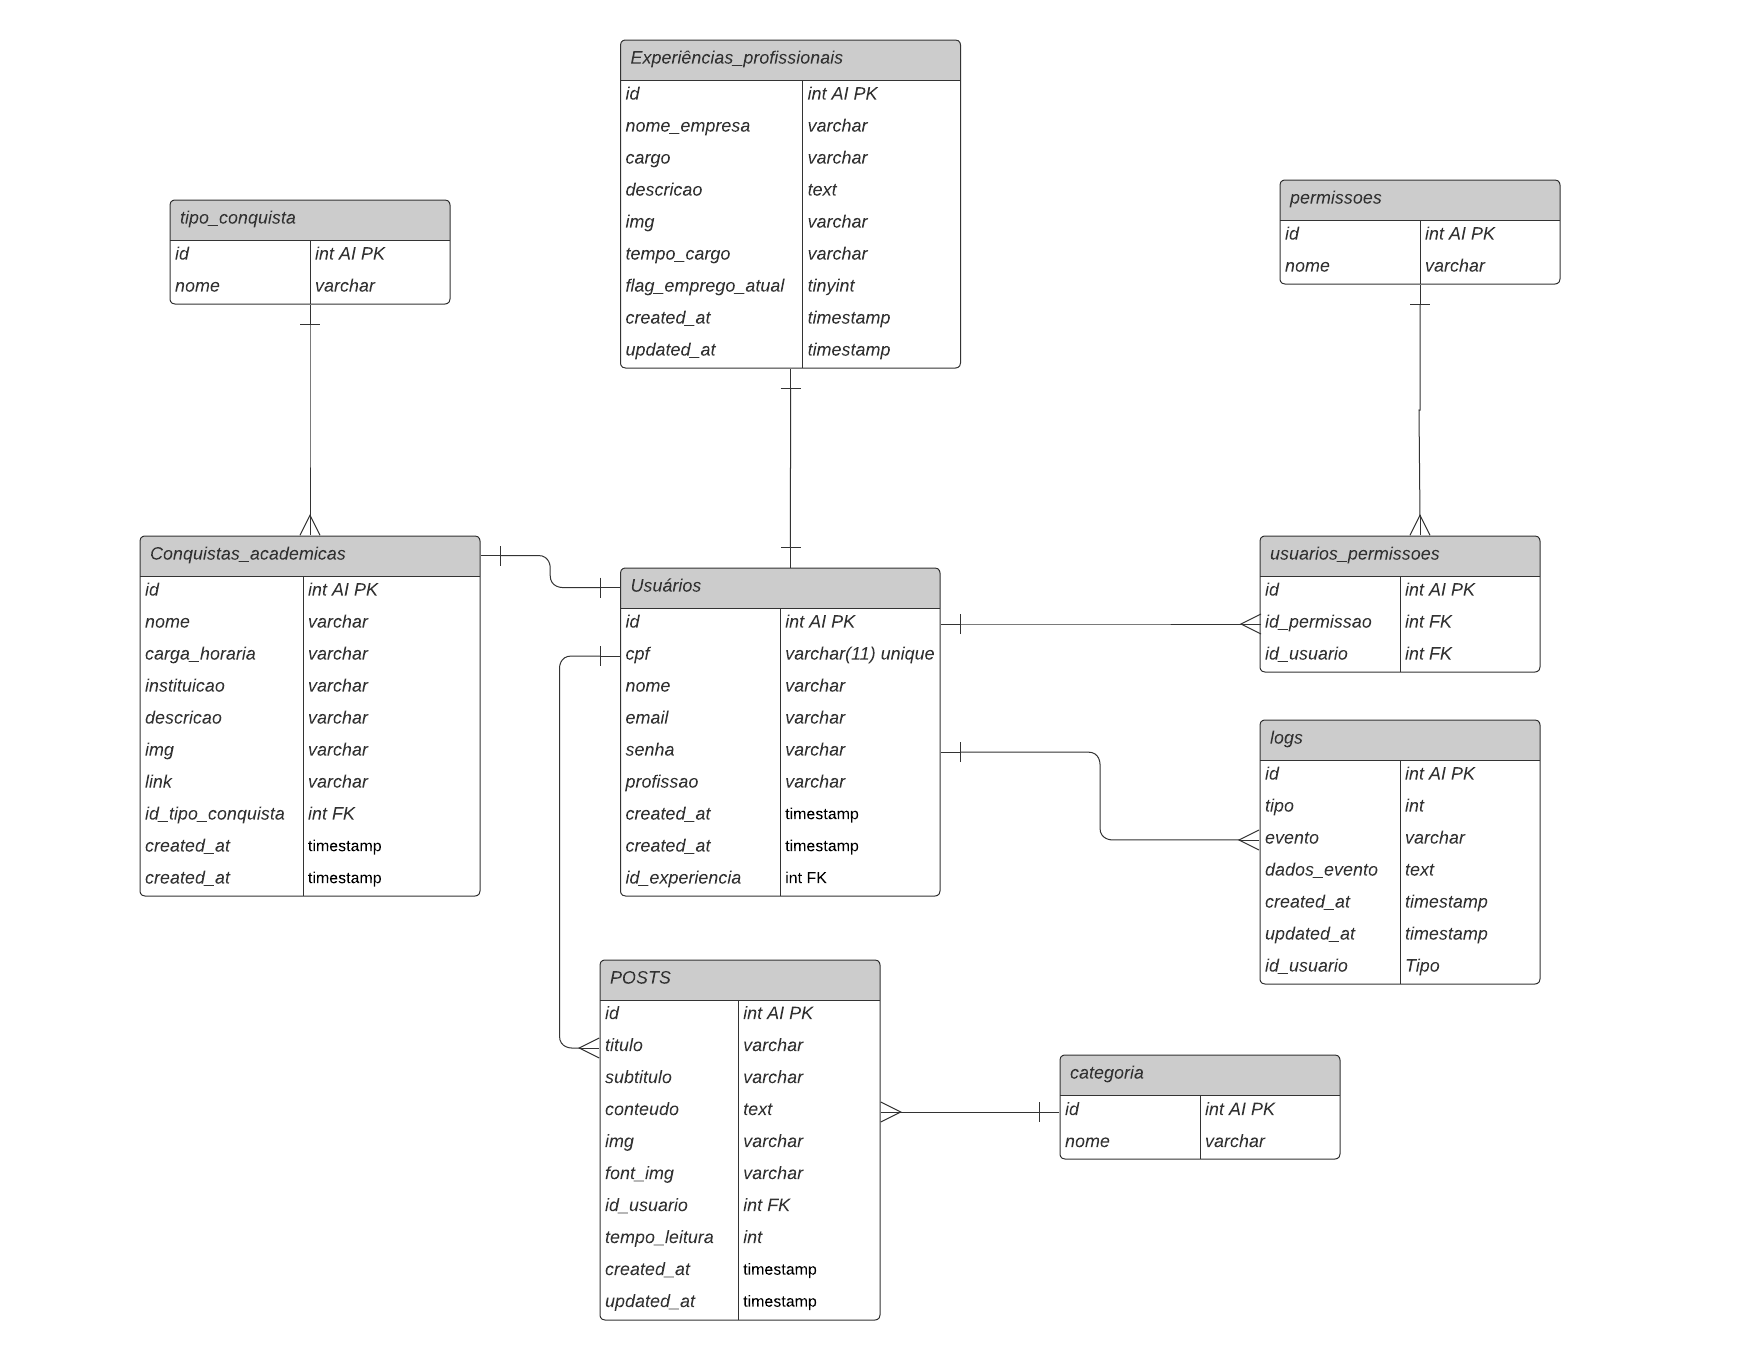 Experiências_profissionais
id int AI PK
nome_empresa varchar
cargo varchar
descricao text
img varchar
tempo_cargo varchar
flag_emprego_atual tinyint
created_at timestamp
updated_at timestamp
tipo_conquista
id int AI PK
nome varchar
permissoes
id int AI PK
nome varchar
Conquistas_academicas
id int AI PK
nome varchar
carga_horaria varchar
instituicao varchar
descricao varchar
img varchar
link varchar
id_tipo_conquista int FK
created_at timestamp
created_at timestamp
Usuários
id int AI PK
cpf varchar(11) unique
nome varchar
email varchar
senha varchar
profissao varchar
created_at timestamp
created_at timestamp
id_experiencia int FK
usuarios_permissoes
id int AI PK
id_permissao int FK
id_usuario int FK
logs
id int AI PK
tipo int
evento varchar
dados_evento text
created_at timestamp
updated_at timestamp
id_usuario Tipo
POSTS
id int AI PK
titulo varchar
subtitulo varchar
conteudo text
img varchar
font_img varchar
id_usuario int FK
tempo_leitura int
created_at timestamp
updated_at timestamp
categoria
id int AI PK
nome varchar